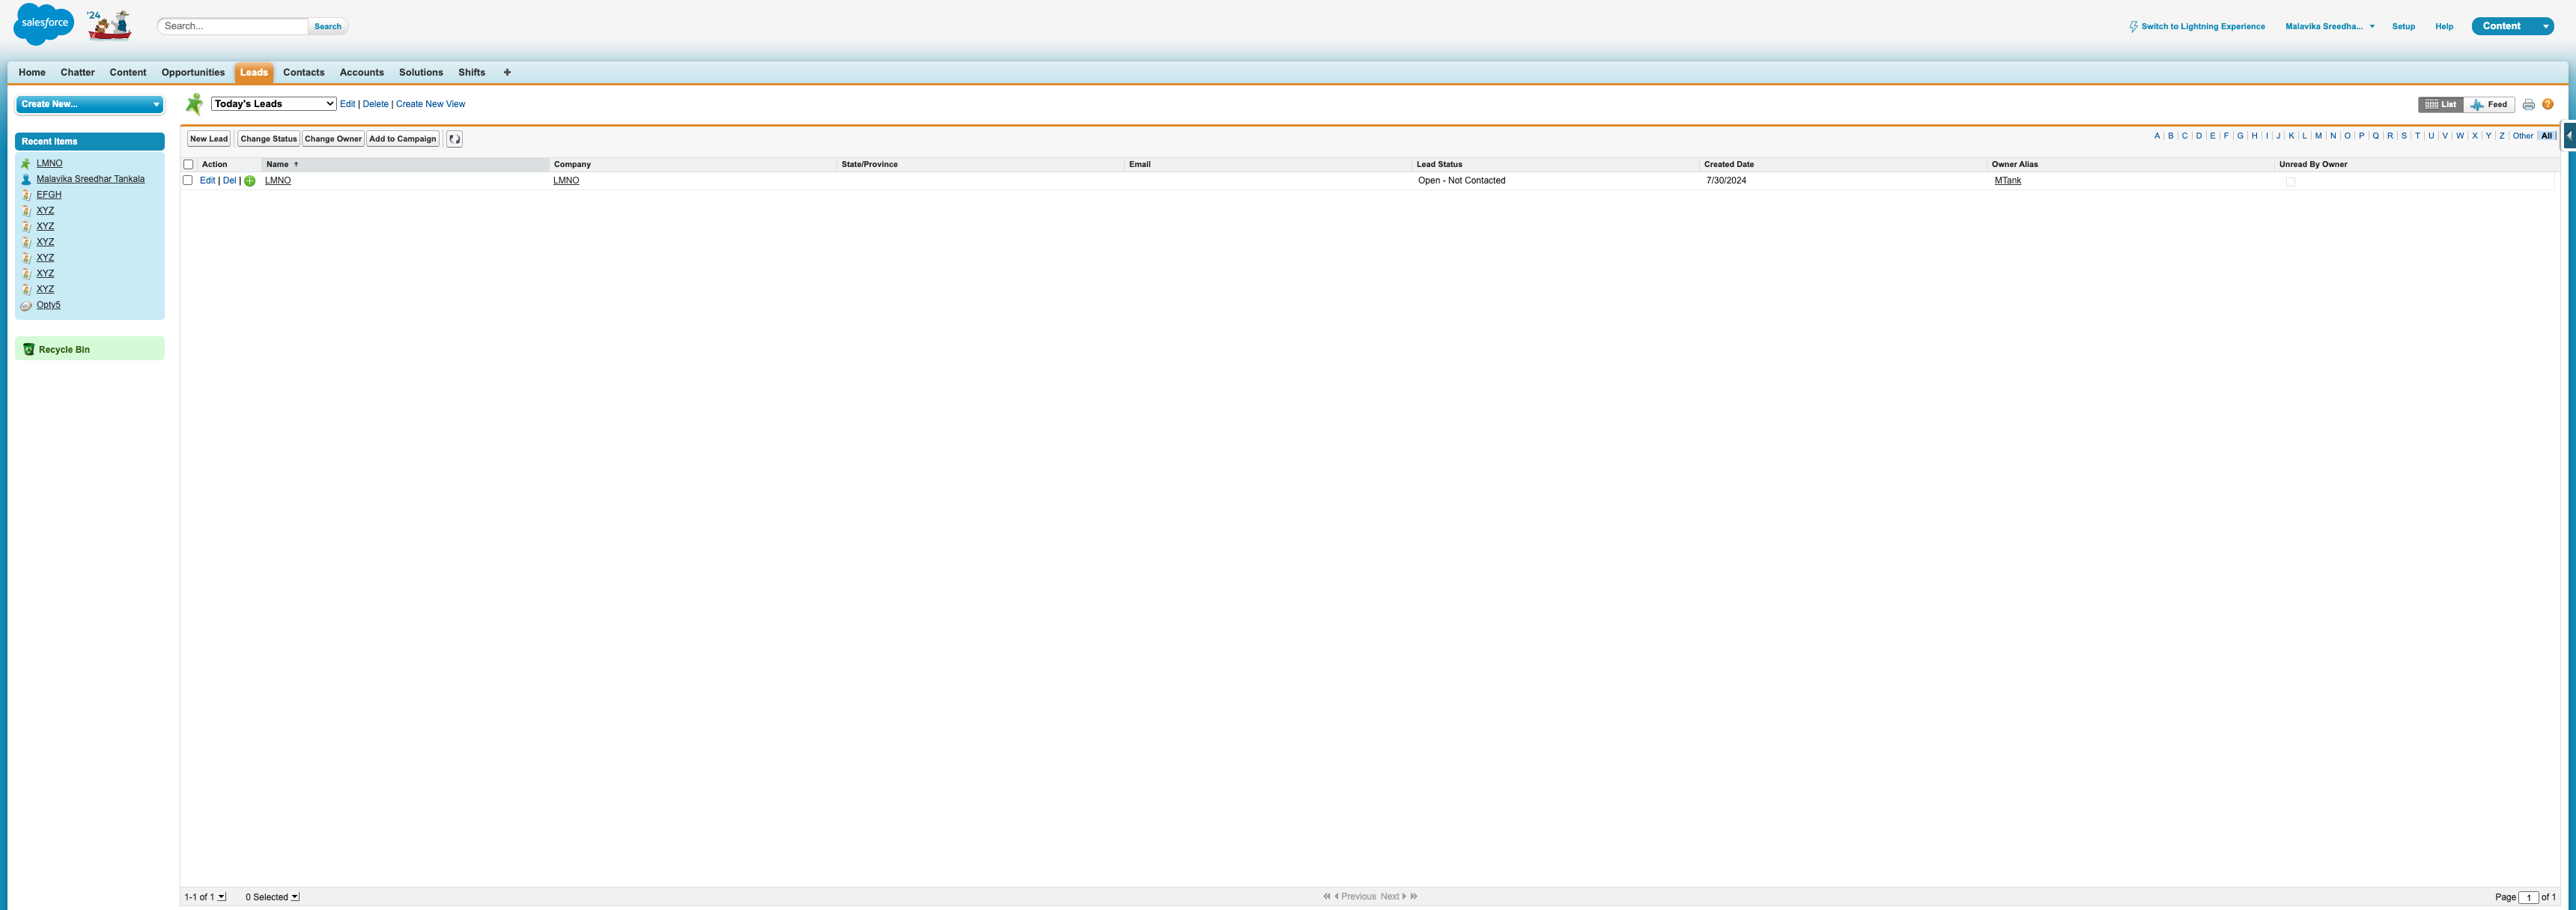 salesforce
'24
Search...
Search
Switch to Lightning Experience
Malavika Sreedha...
Setup
Help
Content
Home
Chatter
Content
Opportunities
Leads
Contacts
Accounts
Solutions
Shifts
+
Create New...
Today's Leads
Edit | Delete | Create New View
List
Feed
Recent Items
LMNO
Malavika Sreedhar Tankala
EFGH
XYZ
XYZ
XYZ
XYZ
XYZ
XYZ
Opty5
Recycle Bin
New Lead
Change Status
Change Owner
Add to Campaign
A | B | C | D | E | F | G | H | I | J | K | L | M | N | O | P | Q | R | S | T | U | V | W | X | Y | Z | Other | All
Action Name Company State/Province Email Lead Status Created Date Owner Alias Unread By Owner
Edit | Del | LMNO LMNO Open - Not Contacted 7/30/2024 MTank
1-1 of 1 0 Selected Previous Next Page 1 of 1